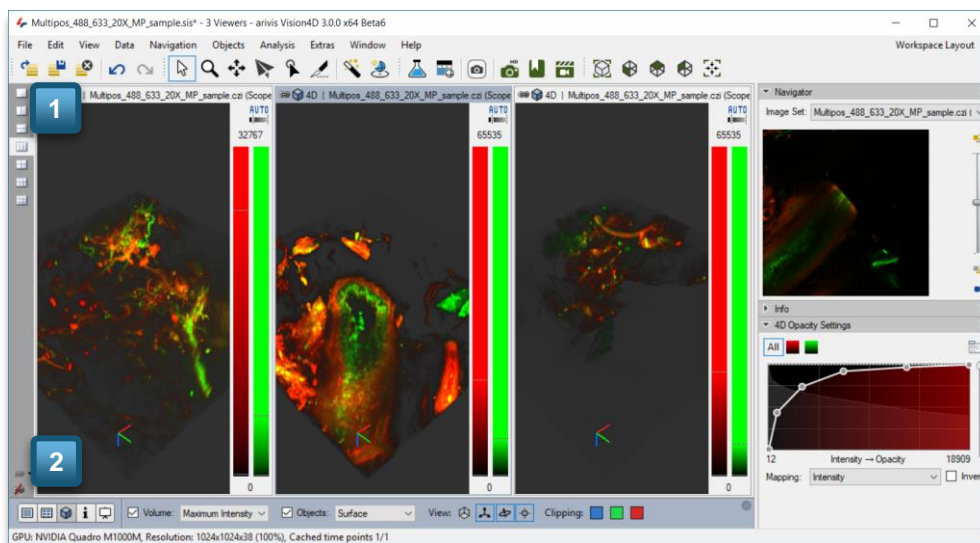 Multipos_488_633_20X_MP_sample.sis* - 3 Viewers - arivis Vision4D 3.0.0 x64 Beta6
File Edit View Data Navigation Objects Analysis Extras Window Help
Workspace Layout
1
Multipos_488_633_20X_MP_sample.czi (Scope
4D | Multipos_488_633_20X_MP_sample.czi (Scope
4D | Multipos_488_633_20X_MP_sample.czi (Scope
AUTO
AUTO
AUTO
32767
65535
65535
0
0
0
2
Navigator
Image Set: Multipos_488_633_20X_MP_sample.czi (
Info
4D Opacity Settings
All
12 Intensity → Opacity 18909
Mapping: Intensity
Volume: Maximum Intensity Objects: Surface View: Clipping:
GPU: NVIDIA Quadro M1000M, Resolution: 1024x1024x38 (100%), Cached time points 1/1